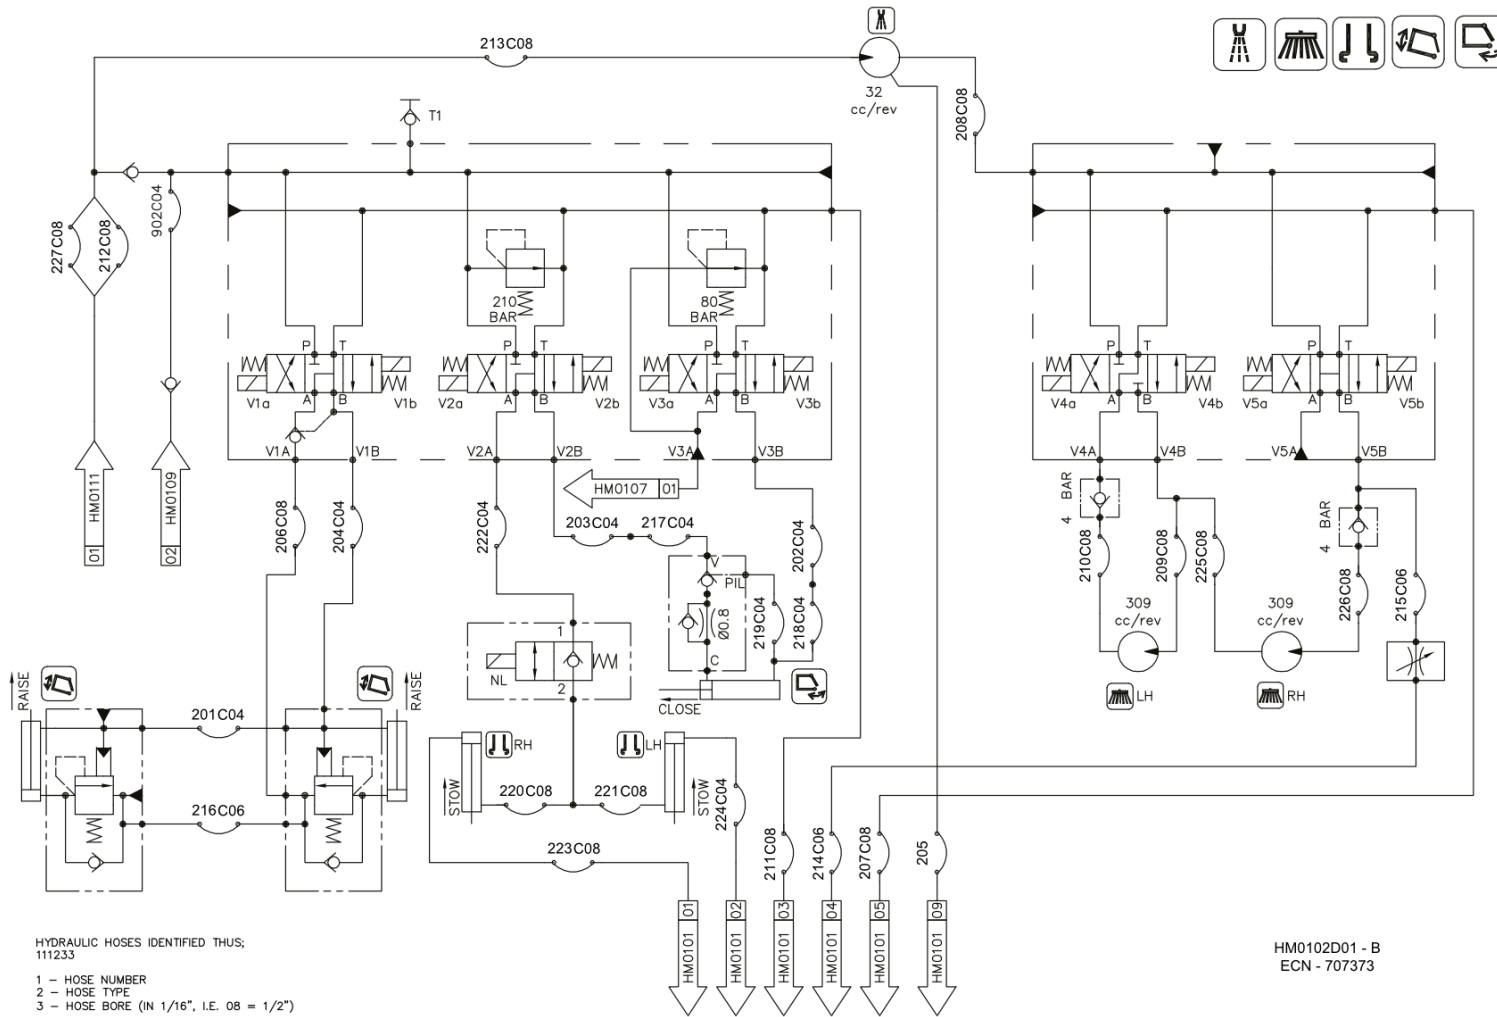 213C08
32
cc/rev
T1
208C08
902C04
227C08
212C08
210
BAR
80
BAR
P
T
P
T
P
T
P
T
P
T
V1a
A
B
V1b
V2a
A
B
V2b
V3a
A
B
V3b
V4a
A
B
V4b
V5a
A
B
V5b
V1A
V1B
V2A
V2B
V3A
V3B
V4A
V4B
V5A
V5B
HM0111
01
HM0109
02
HM0107
01
4 BAR
4 BAR
206C08
204C04
222C04
203C04
217C04
202C04
210C08
209C08
225C08
226C08
215C06
V
PIL
Ø0.8
C
219C04
218C04
309
cc/rev
309
cc/rev
1
2
NL
CLOSE
LH
RH
RAISE
RAISE
201C04
216C06
RH
LH
STOW
STOW
220C08
221C08
224C04
223C08
211C08
214C06
207C08
205
HM0101
01
HM0101
02
HM0101
03
HM0101
04
HM0101
05
HM0101
09
HYDRAULIC HOSES IDENTIFIED THUS;
111233
1 – HOSE NUMBER
2 – HOSE TYPE
3 – HOSE BORE (IN 1/16", I.E. 08 = 1/2")
HM0102D01 - B
ECN - 707373